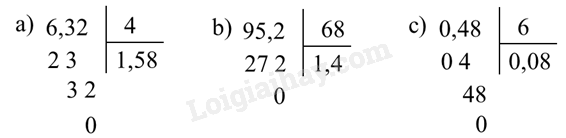 a) 6,32 4
2 3 1,58
3 2
0
b) 95,2 68
27 2 1,4
0
c) 0,48 6
0 4 0,08
48
0
Loigiaihay.com